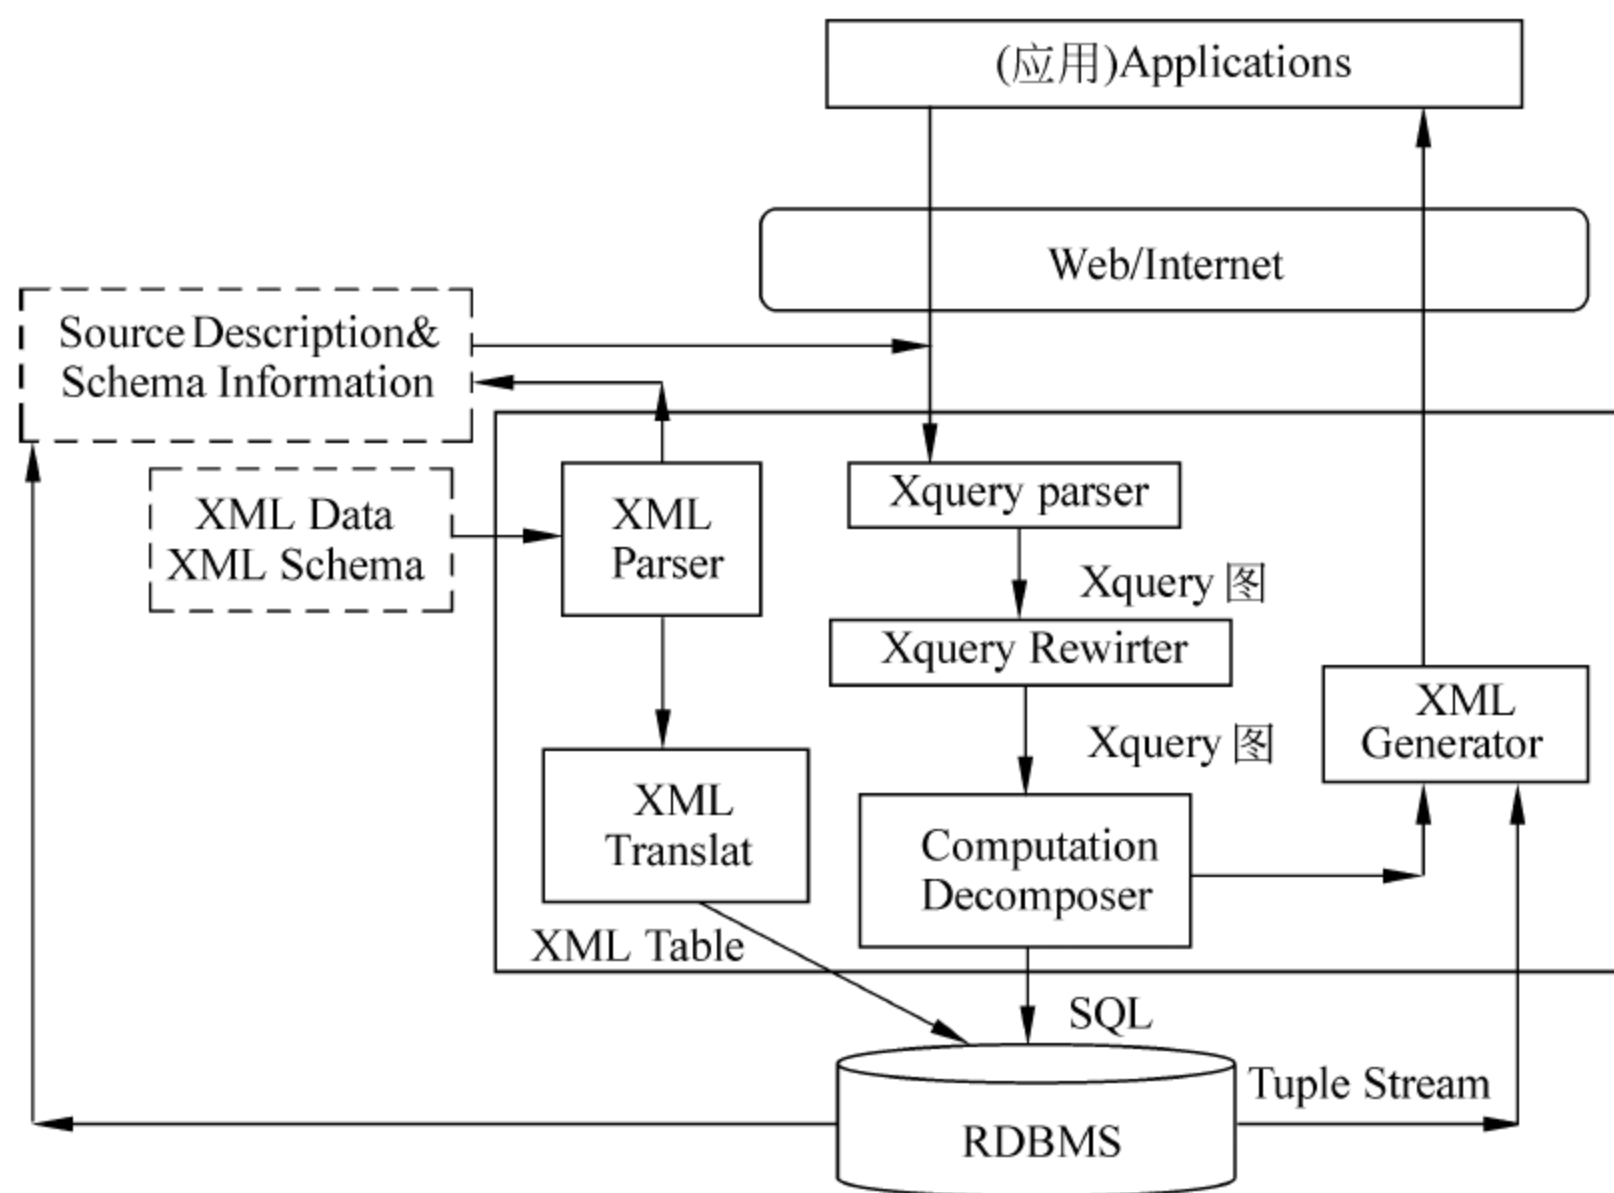 (应用)Applications
Web/Internet
Source Description&
Schema Information
XML Data
XML Schema
XML
Parser
Xquery parser
Xquery 图
Xquery Rewirter
Xquery 图
XML
Generator
XML
Translat
Computation
Decomposer
XML Table
SQL
Tuple Stream
RDBMS